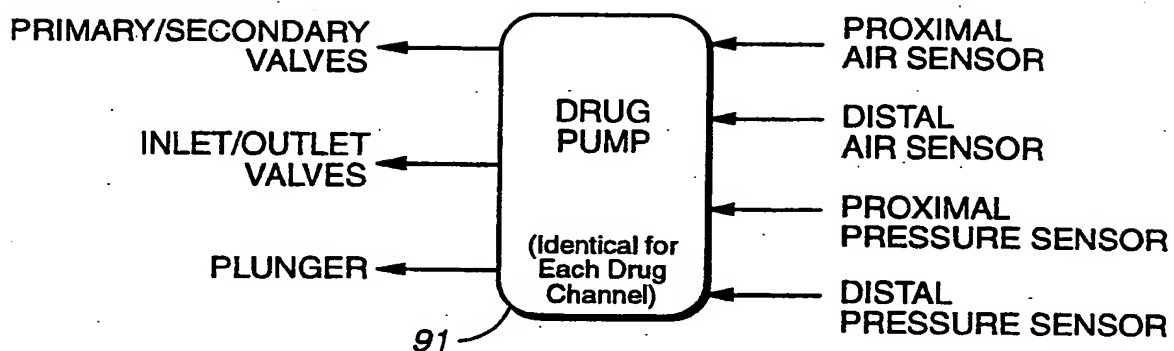 PRIMARY/SECONDARY
VALVES
INLET/OUTLET
VALVES
PLUNGER
DRUG
PUMP
(Identical for
Each Drug
Channel)
91
PROXIMAL
AIR SENSOR
DISTAL
AIR SENSOR
PROXIMAL
PRESSURE SENSOR
DISTAL
PRESSURE SENSOR